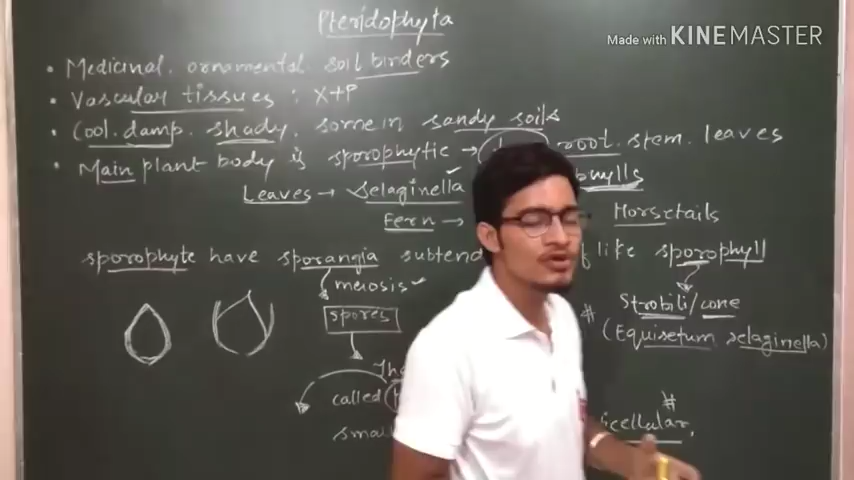 Pteridophyta
Made with KINEMASTER
• Medicinal. ornamental. soil binders
• Vascular tissues : X+P
• Cool. damp. shady. some in sandy soils
• Main plant body is sporophytic → root. stem. leaves
Leaves → Selaginella ✓
Fern → Horsetails
sporophyte have sporangia subtend like sporophyll
meiosis
spores
Strobili/cone
# (Equisetum selaginella)
called
#